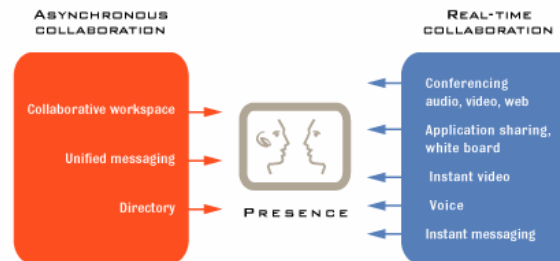 ASYNCHRONOUS
COLLABORATION
Collaborative workspace
Unified messaging
Directory
PRESENCE
REAL-TIME
COLLABORATION
Conferencing
audio, video, web
Application sharing,
white board
Instant video
Voice
Instant messaging